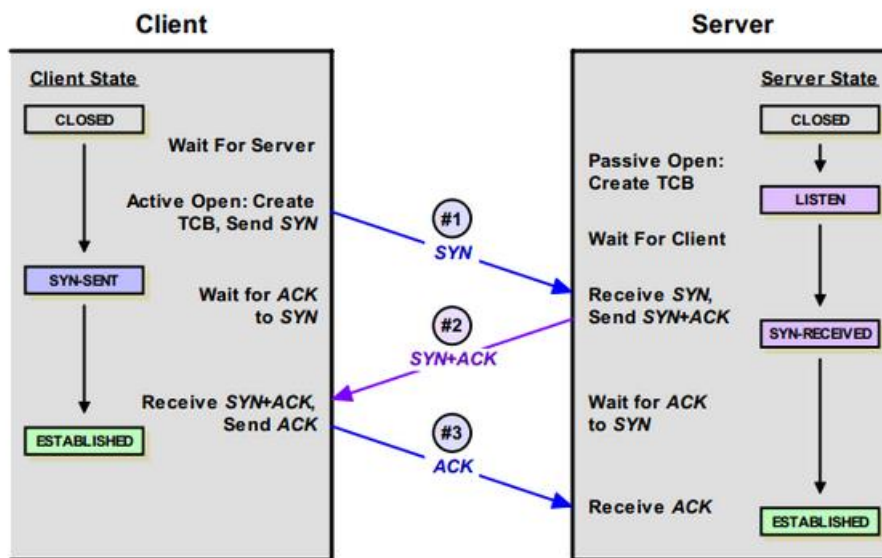 Client
Server
Client State
CLOSED
Wait For Server
Active Open: Create
TCB, Send SYN
SYN-SENT
Wait for ACK
to SYN
Receive SYN+ACK,
Send ACK
ESTABLISHED
#1
SYN
#2
SYN+ACK
#3
ACK
Server State
CLOSED
Passive Open:
Create TCB
LISTEN
Wait For Client
Receive SYN,
Send SYN+ACK
SYN-RECEIVED
Wait for ACK
to SYN
Receive ACK
ESTABLISHED